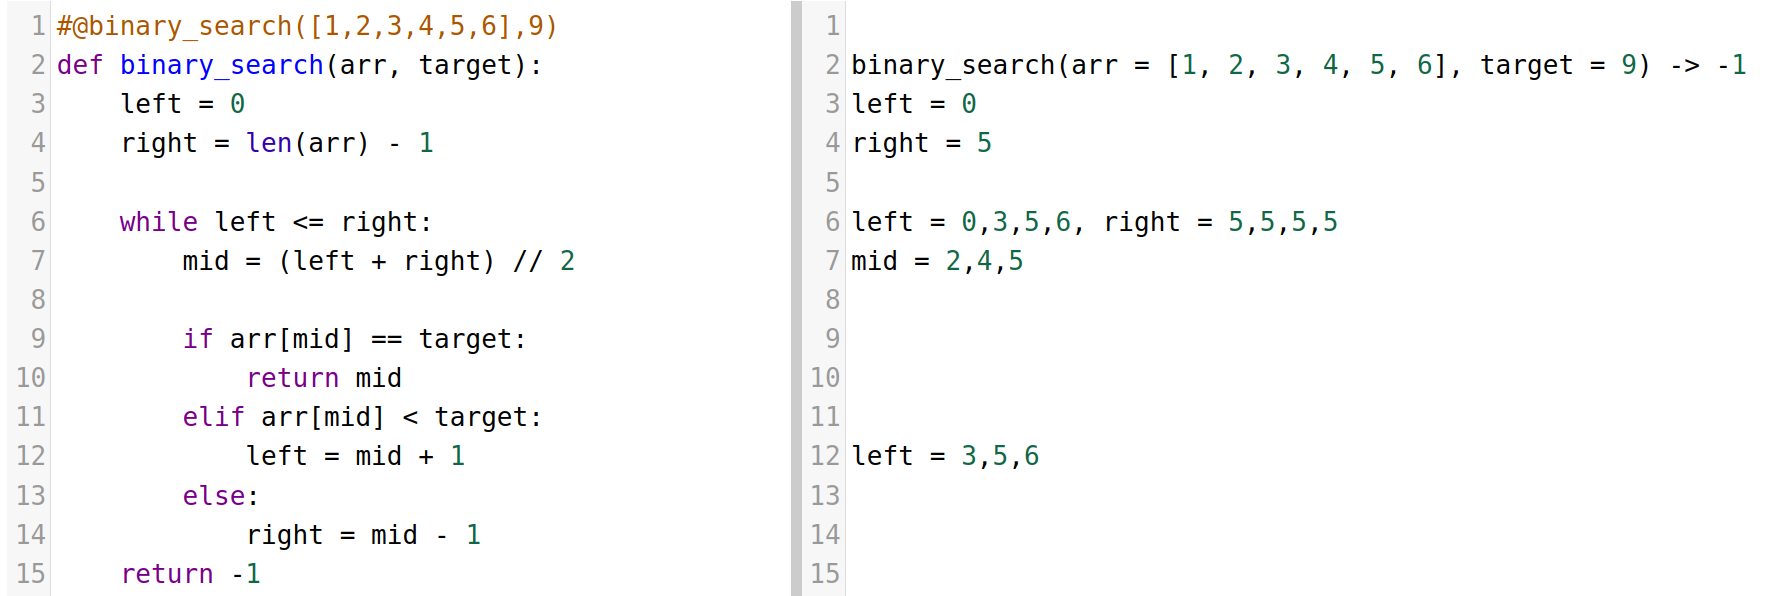 1 #@binary_search([1,2,3,4,5,6],9)
2 def binary_search(arr, target):
3     left = 0
4     right = len(arr) - 1
5
6     while left <= right:
7         mid = (left + right) // 2
8
9         if arr[mid] == target:
10             return mid
11         elif arr[mid] < target:
12             left = mid + 1
13         else:
14             right = mid - 1
15     return -1
1
2 binary_search(arr = [1, 2, 3, 4, 5, 6], target = 9) -> -1
3 left = 0
4 right = 5
5
6 left = 0,3,5,6, right = 5,5,5,5
7 mid = 2,4,5
8
9
10
11
12 left = 3,5,6
13
14
15